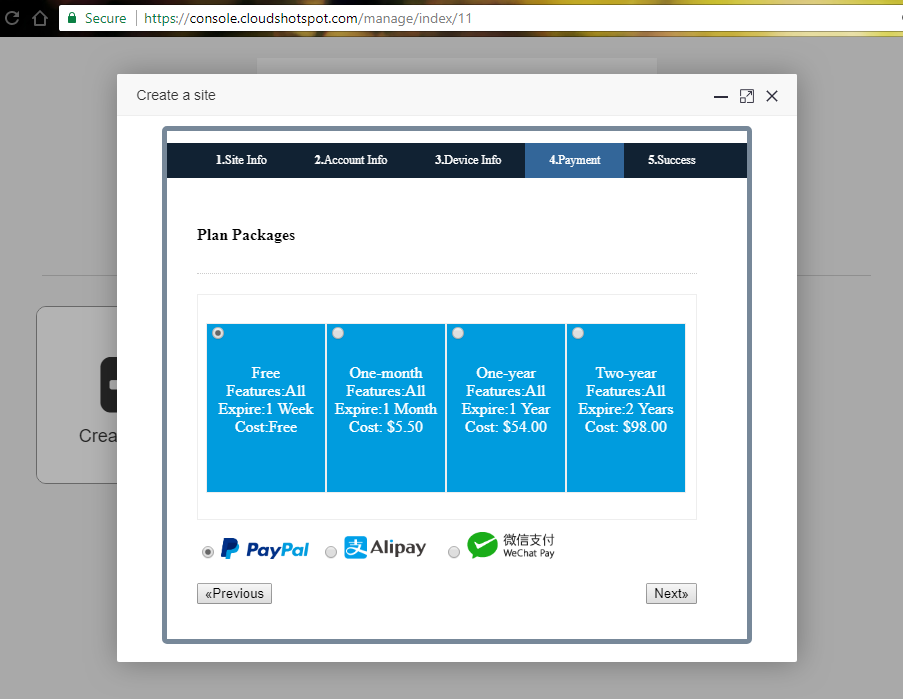 Secure
https://console.cloudshotspot.com/manage/index/11
Create a site
1.Site Info 2.Account Info 3.Device Info 4.Payment 5.Success
Plan Packages
Free
Features:All
Expire:1 Week
Cost:Free
One-month
Features:All
Expire:1 Month
Cost: $5.50
One-year
Features:All
Expire:1 Year
Cost: $54.00
Two-year
Features:All
Expire:2 Years
Cost: $98.00
Crea
PayPal
支 Alipay
微信支付
WeChat Pay
«Previous
Next»